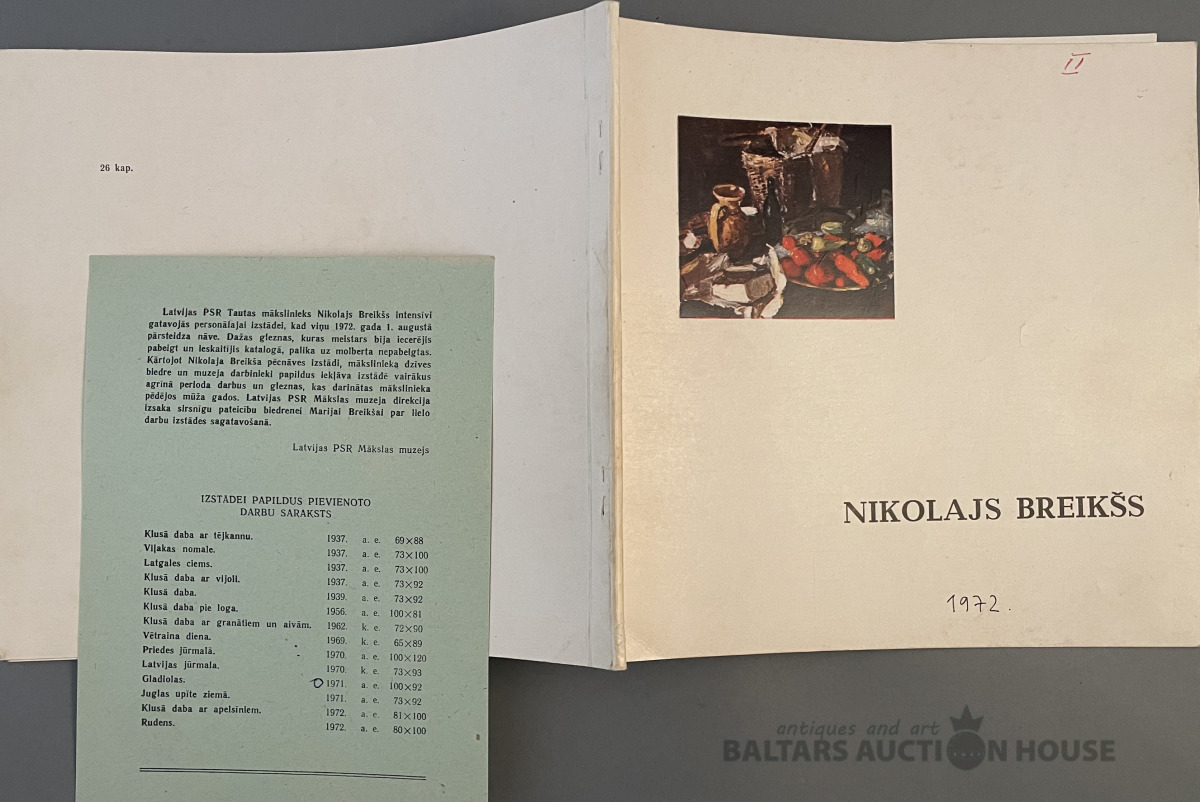 26 kap.
Latvijas PSR Tautas mākslinieks Nikolajs Breikšs intensīvi
gatavojās personālajai izstādei, kad viņu 1972. gada 1. augustā
pārsteidza nāve. Dažas gleznas, kuras meistars bija iecerējis
pabeigt un ieskaitījis katalogā, palika uz molberta nepabeigtas.
Kārtojot Nikolaja Breikša pēcnāves izstādi, mākslinieka dzīves
biedre un muzeja darbinieki papildus iekļāva izstādē vairākus
agrīnā perioda darbus un gleznas, kas darinātas mākslinieka
pēdējos mūža gados. Latvijas PSR Mākslas muzeja direkcija
izsaka sirsnīgu pateicību biedrenei Marijai Breikšai par lielo
darbu izstādes sagatavošanā.
Latvijas PSR Mākslas muzejs
IZSTĀDEI PAPILDUS PIEVIENOTO
DARBU SARAKSTS
Klusā daba ar tējkannu. 1937. a. e. 69×88
Viļakas nomale. 1937. a. e. 73×100
Latgales ciems. 1937. a. e. 73×100
Klusā daba ar vijoli. 1937. a. e. 73×92
Klusā daba. 1939. a. e. 73×92
Klusā daba pie loga. 1956. a. e. 100×81
Klusā daba ar granātiem un aivām. 1962. k. e. 72×90
Vētraina diena. 1969. k. e. 65×89
Priedes jūrmalā. 1970. a. e. 100×120
Latvijas jūrmala. 1970. k. e. 73×93
Gladiolas. 1971. a. e. 100×92
Juglas upīte ziemā. 1971. a. e. 73×92
Klusā daba ar apelsīniem. 1972. a. e. 81×100
Rudens. 1972. a. e. 80×100
II
NIKOLAJS BREIKŠS
1972.
antiques and art
BALTARS AUCTION HOUSE